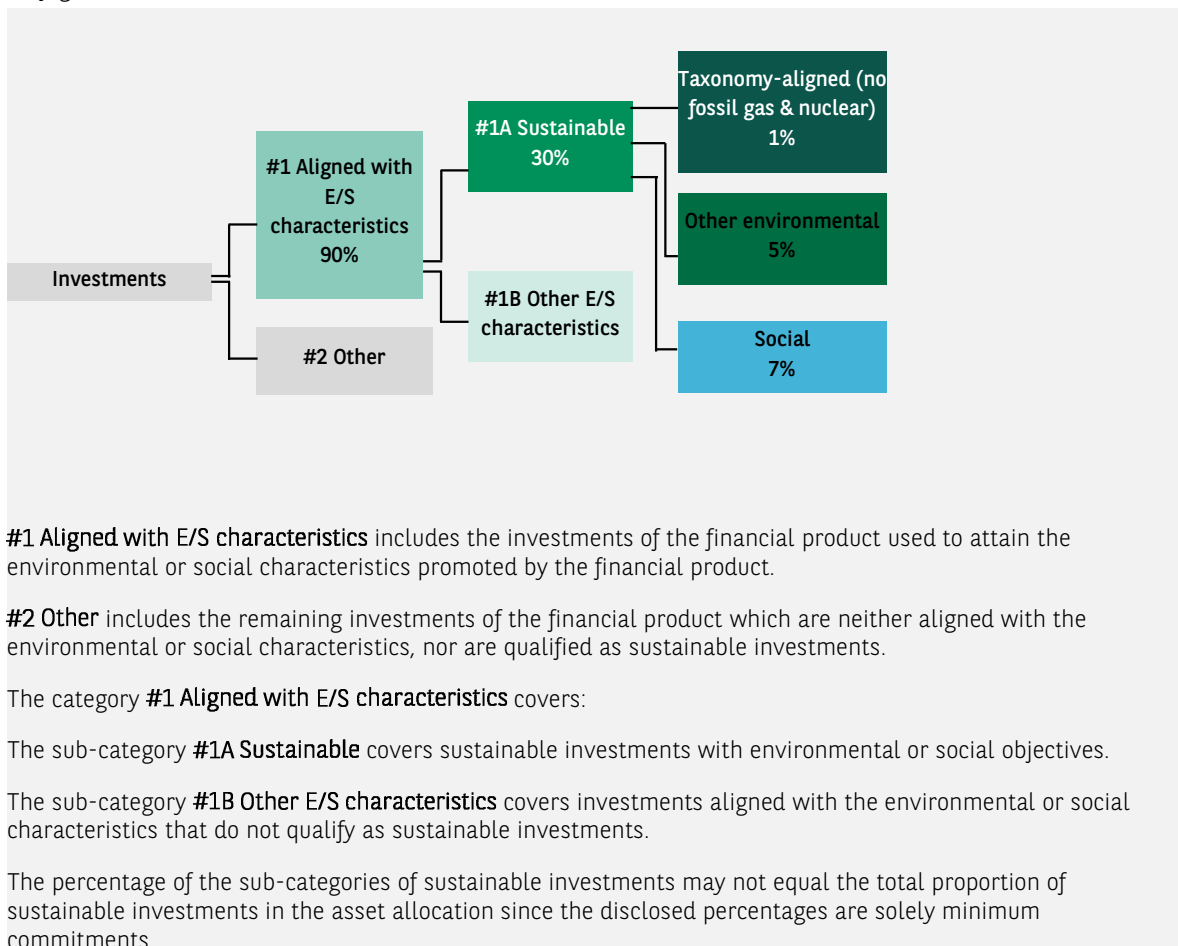 Taxonomy-aligned (no
fossil gas & nuclear)
1%
#1A Sustainable
30%
#1 Aligned with
E/S
characteristics
90%
Other environmental
5%
Investments
#1B Other E/S
characteristics
Social
7%
#2 Other
#1 Aligned with E/S characteristics includes the investments of the financial product used to attain the
environmental or social characteristics promoted by the financial product.
#2 Other includes the remaining investments of the financial product which are neither aligned with the
environmental or social characteristics, nor are qualified as sustainable investments.
The category #1 Aligned with E/S characteristics covers:
The sub-category #1A Sustainable covers sustainable investments with environmental or social objectives.
The sub-category #1B Other E/S characteristics covers investments aligned with the environmental or social
characteristics that do not qualify as sustainable investments.
The percentage of the sub-categories of sustainable investments may not equal the total proportion of
sustainable investments in the asset allocation since the disclosed percentages are solely minimum
commitments